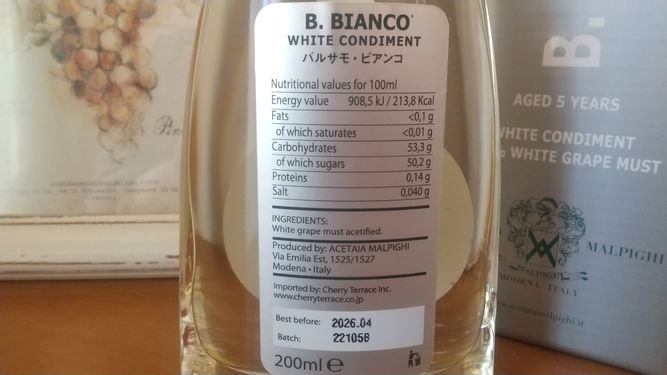 B. BIANCO®
WHITE CONDIMENT
バルサモ・ビアンコ
Nutritional values for 100ml
Energy value 908,5 kJ / 213,8 Kcal
Fats <0,1 g
of which saturates <0,01 g
Carbohydrates 53,3 g
of which sugars 50,2 g
Proteins 0,14 g
Salt 0,040 g
INGREDIENTS:
White grape must acetified.
Produced by: ACETAIA MALPIGHI
Via Emilia Est, 1525/1527
Modena • Italy
Imported by: Cherry Terrace Inc.
www.cherryterrace.co.jp
Best before: 2026.04
Batch: 221058
200ml ℮
B.
AGED 5 YEARS
WHITE CONDIMENT
WHITE GRAPE MUST
MALPIGHI
MALPIGHI
MODENA ITALY